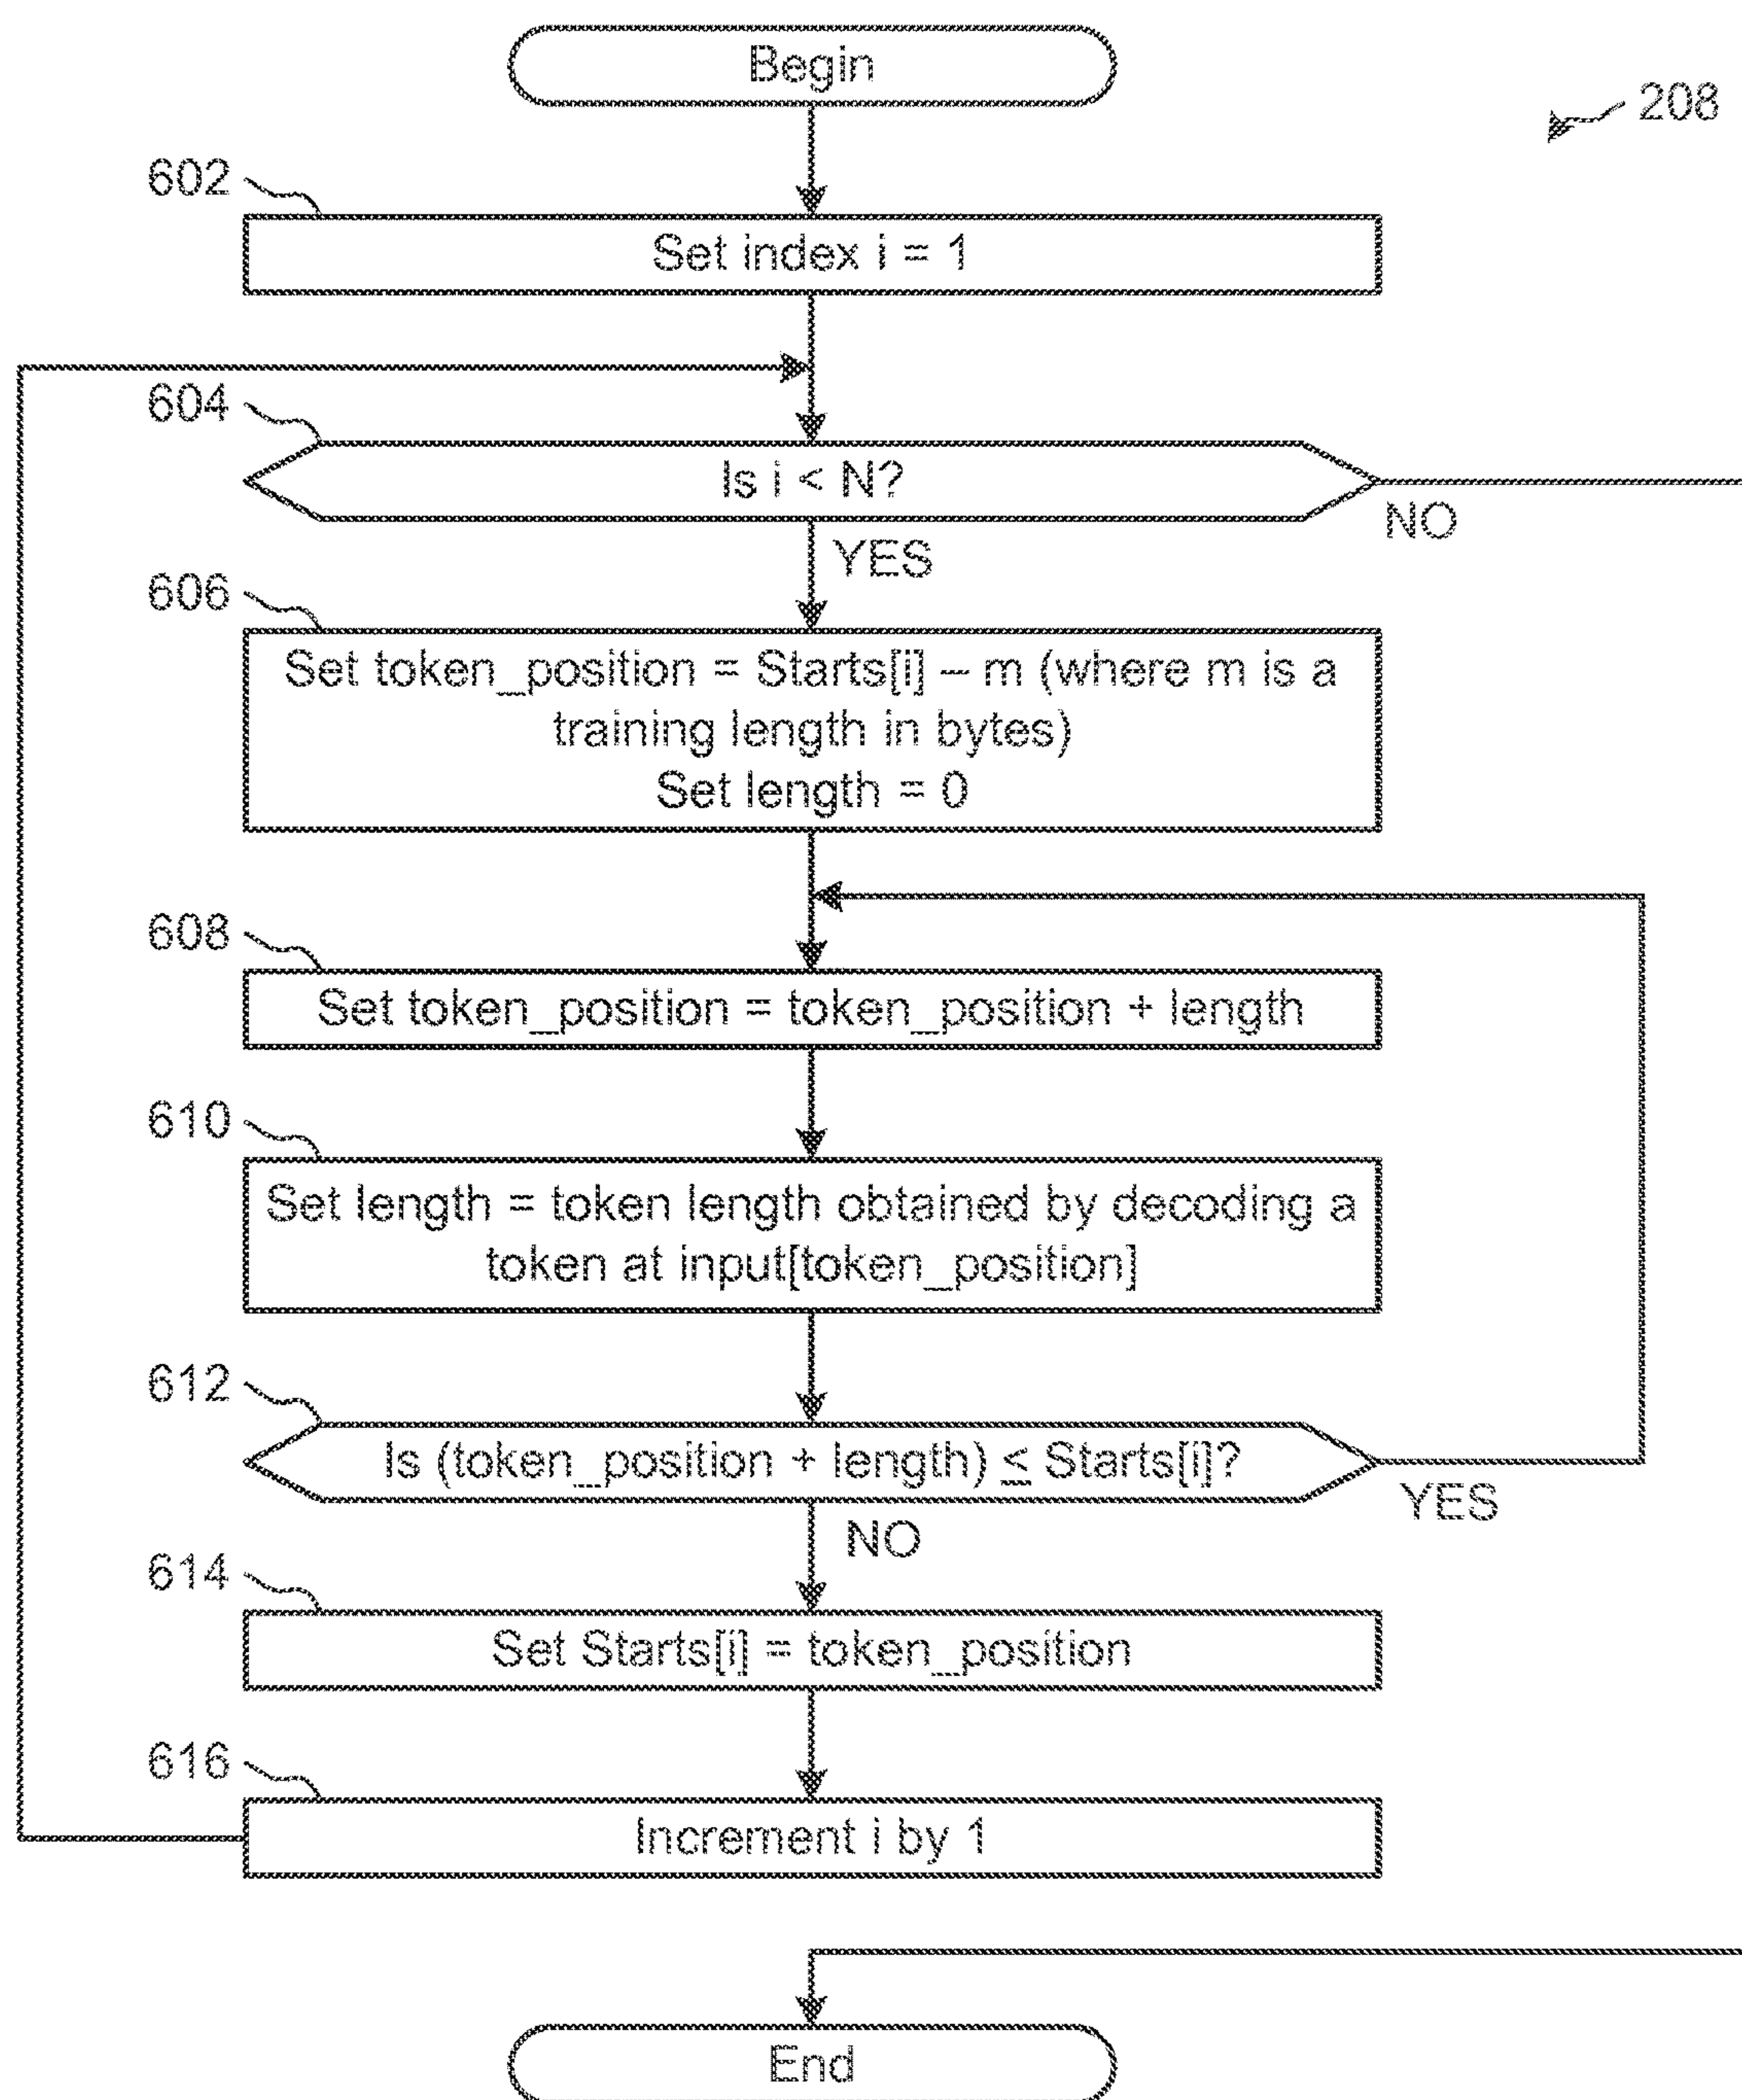 Begin
208
602
Set index i = 1
604
Is i < N?
NO
YES
606
Set token_position = Starts[i] – m (where m is a
training length in bytes)
Set length = 0
608
Set token_position = token_position + length
610
Set length = token length obtained by decoding a
token at input[token_position]
612
Is (token_position + length) ≤ Starts[i]?
YES
NO
614
Set Starts[i] = token_position
616
Increment i by 1
End